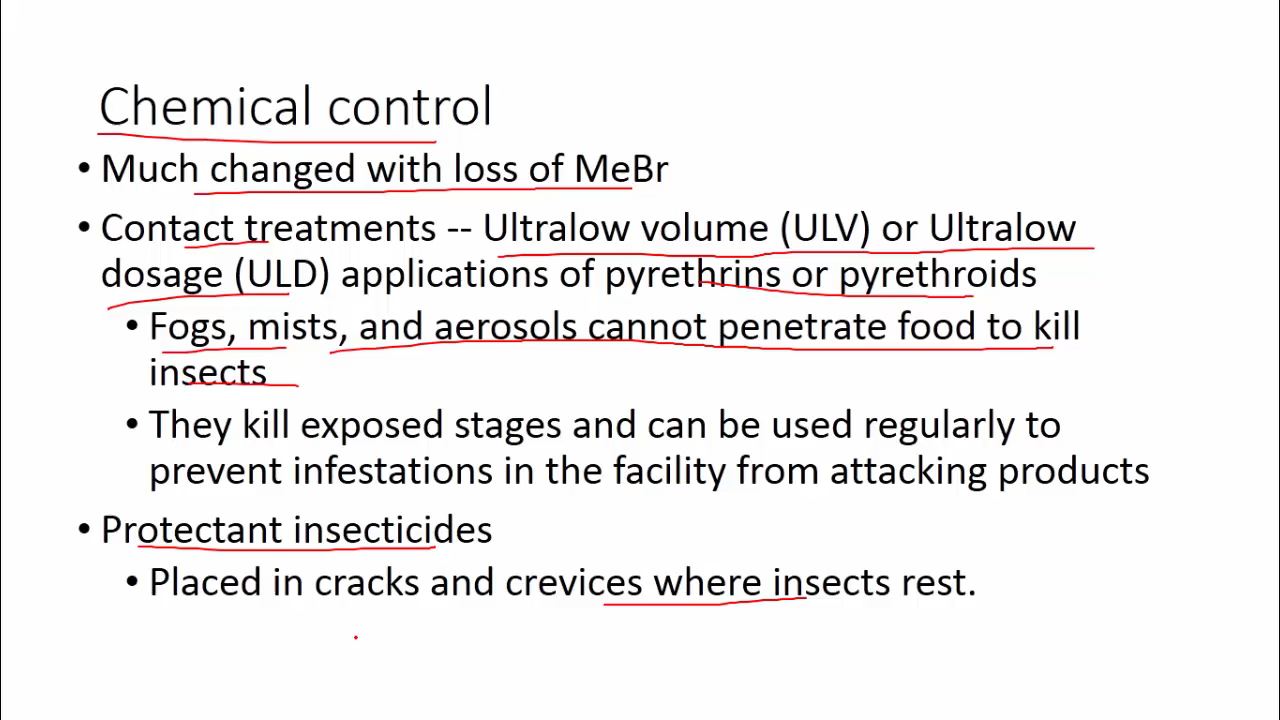 Chemical control
• Much changed with loss of MeBr
• Contact treatments -- Ultralow volume (ULV) or Ultralow
dosage (ULD) applications of pyrethrins or pyrethroids
• Fogs, mists, and aerosols cannot penetrate food to kill
insects
• They kill exposed stages and can be used regularly to
prevent infestations in the facility from attacking products
• Protectant insecticides
• Placed in cracks and crevices where insects rest.